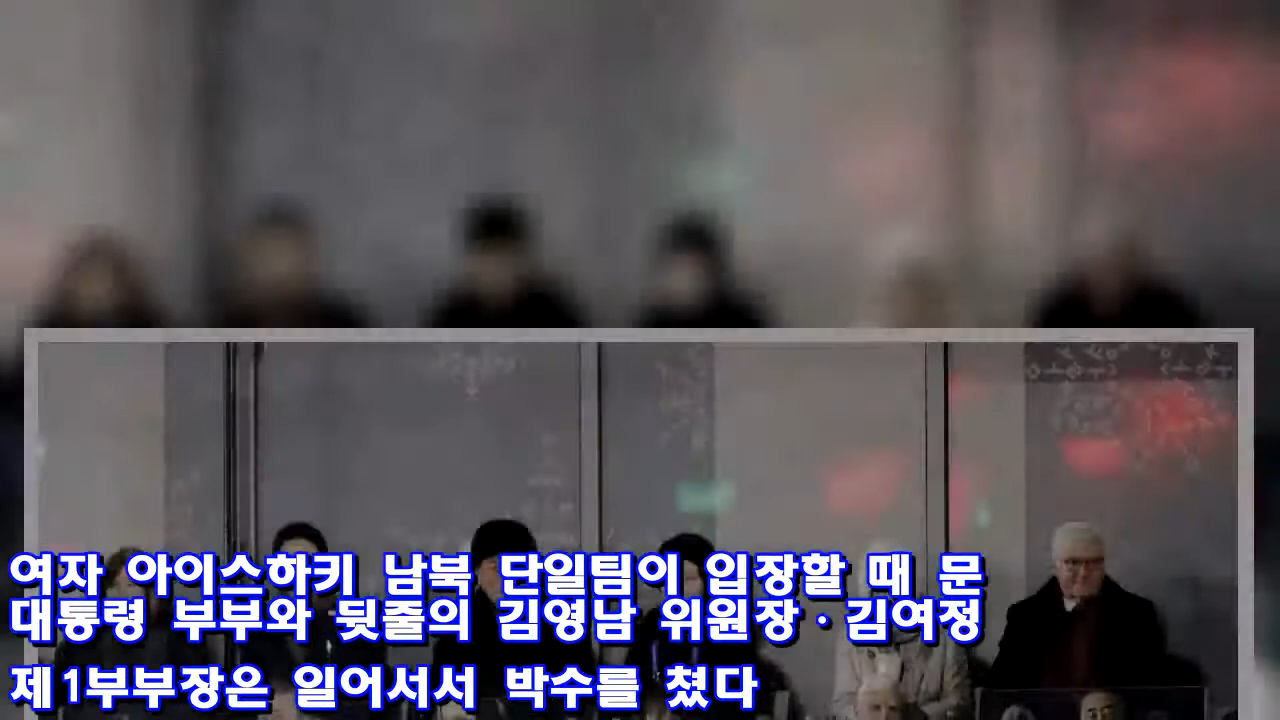 여자 아이스하키 남북 단일팀이 입장할 때 문
대통령 부부와 뒷줄의 김영남 위원장·김여정
제1부부장은 일어서서 박수를 쳤다